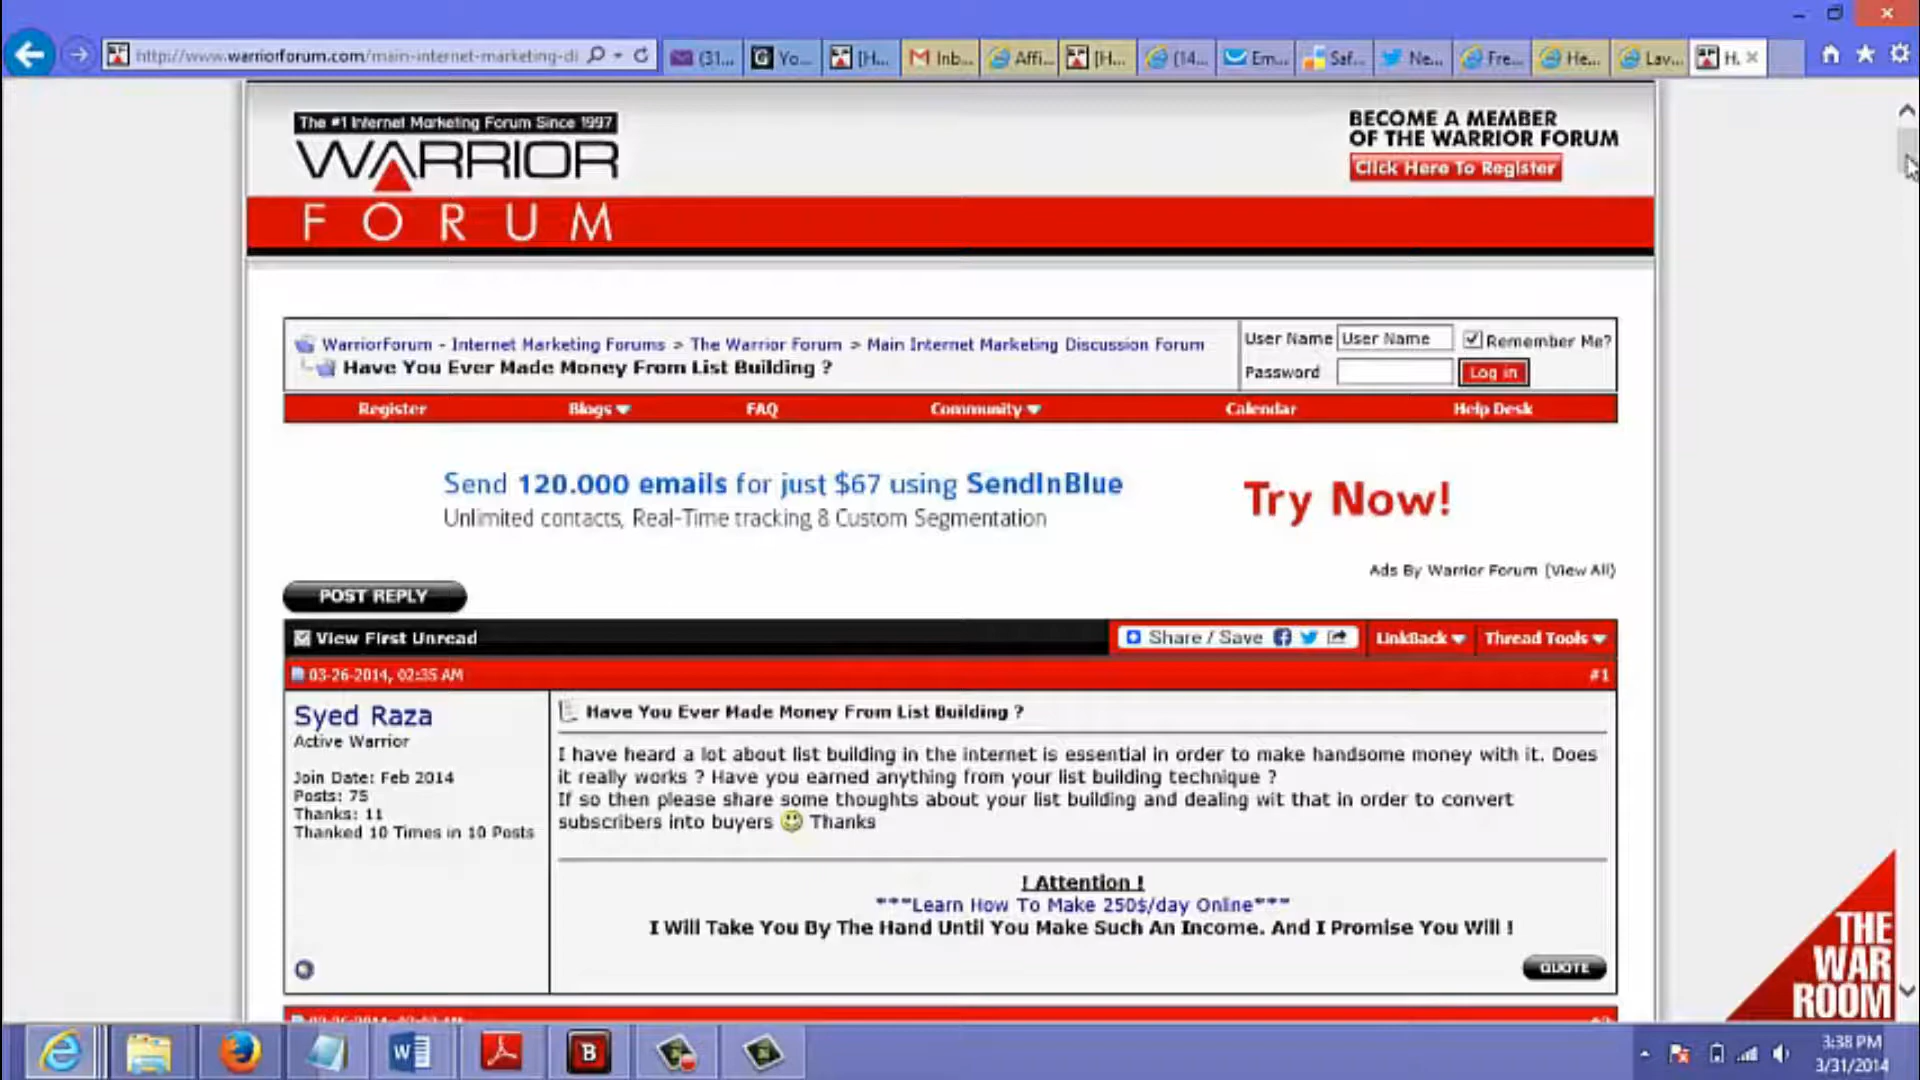 http://www.warriorforum.com/main-internet-marketing-di
(31...
Yo...
[H...
Inb...
Affi...
[H...
(14...
Em...
Saf...
Ne...
Fre...
He...
Lav...
H.
The #1 Internet Marketing Forum Since 1997
WARRIOR
FORUM
BECOME A MEMBER
OF THE WARRIOR FORUM
Click Here To Register
WarriorForum - Internet Marketing Forums > The Warrior Forum > Main Internet Marketing Discussion Forum
Have You Ever Made Money From List Building ?
User Name User Name Remember Me?
Password Log in
Register Blogs FAQ Community Calendar Help Desk
Send 120.000 emails for just $67 using SendInBlue
Unlimited contacts, Real-Time tracking & Custom Segmentation
Try Now!
Ads By Warrior Forum (View All)
POST REPLY
View First Unread
Share / Save
LinkBack
Thread Tools
03-26-2014, 02:35 AM
#1
Syed Raza
Active Warrior
Join Date: Feb 2014
Posts: 75
Thanks: 11
Thanked 10 Times in 10 Posts
Have You Ever Made Money From List Building ?
I have heard a lot about list building in the internet is essential in order to make handsome money with it. Does
it really works ? Have you earned anything from your list building technique ?
If so then please share some thoughts about your list building and dealing wit that in order to convert
subscribers into buyers Thanks
! Attention !
***Learn How To Make 250$/day Online***
I Will Take You By The Hand Until You Make Such An Income. And I Promise You Will !
QUOTE
THE
WAR
ROOM
3:38 PM
3/31/2014